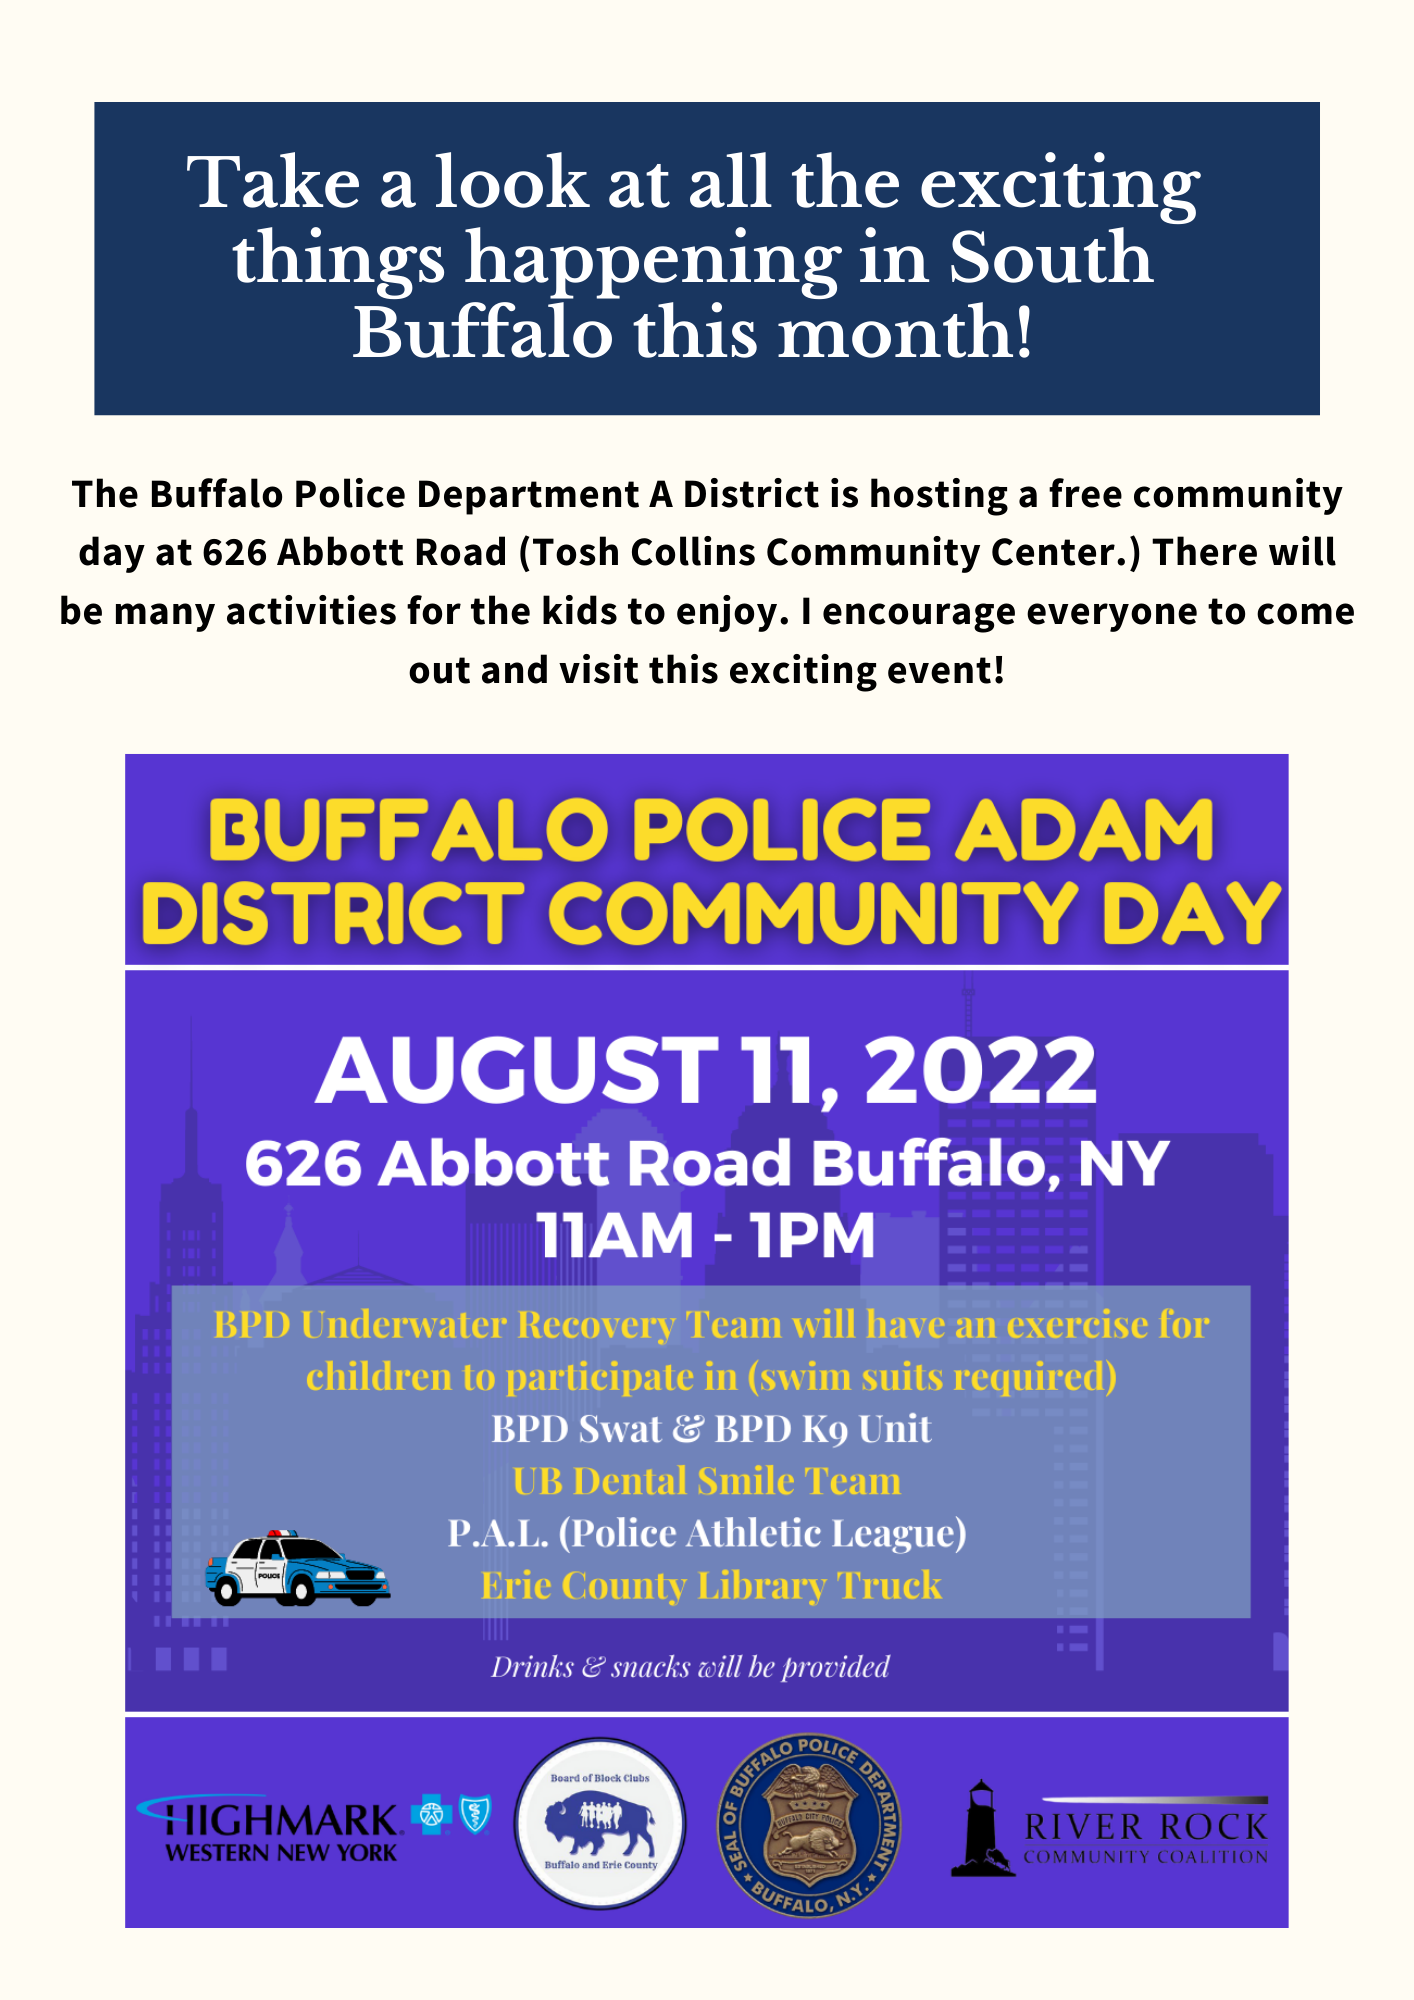 Take a look at all the exciting
things happening in South
Buffalo this month!
The Buffalo Police Department A District is hosting a free community
day at 626 Abbott Road (Tosh Collins Community Center.) There will
be many activities for the kids to enjoy. I encourage everyone to come
out and visit this exciting event!
BUFFALO POLICE ADAM
DISTRICT COMMUNITY DAY
AUGUST 11, 2022
626 Abbott Road Buffalo, NY
11AM - 1PM
BPD Underwater Recovery Team will have an exercise for
children to participate in (swim suits required)
BPD Swat & BPD K9 Unit
UB Dental Smile Team
P.A.L. (Police Athletic League)
Erie County Library Truck
POLICE
Drinks & snacks will be provided
HIGHMARK
WESTERN NEW YORK
Board of Block Clubs
Buffalo and Erie County
SEAL OF BUFFALO POLICE DEPARTMENT
BUFFALO CITY POLICE
BUFFALO, N.Y.
RIVER ROCK
COMMUNITY COALITION